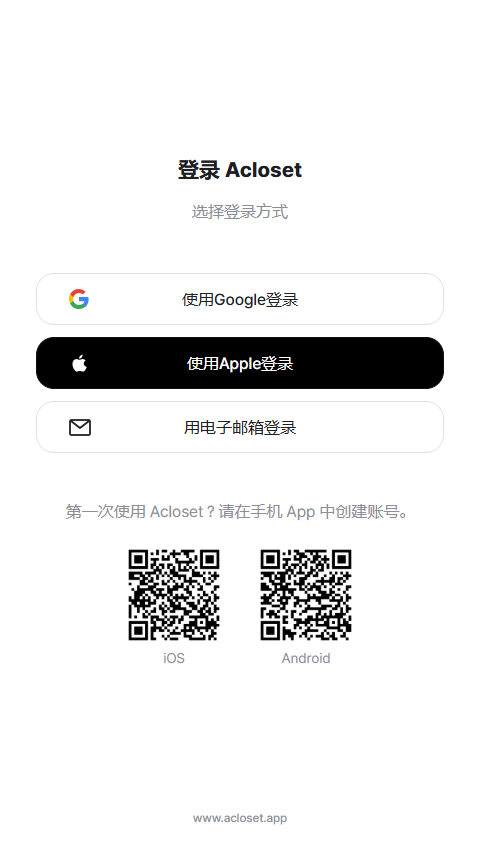 登录 Acloset
选择登录方式
使用Google登录
使用Apple登录
用电子邮箱登录
第一次使用 Acloset？请在手机 App 中创建账号。
iOS
Android
www.acloset.app